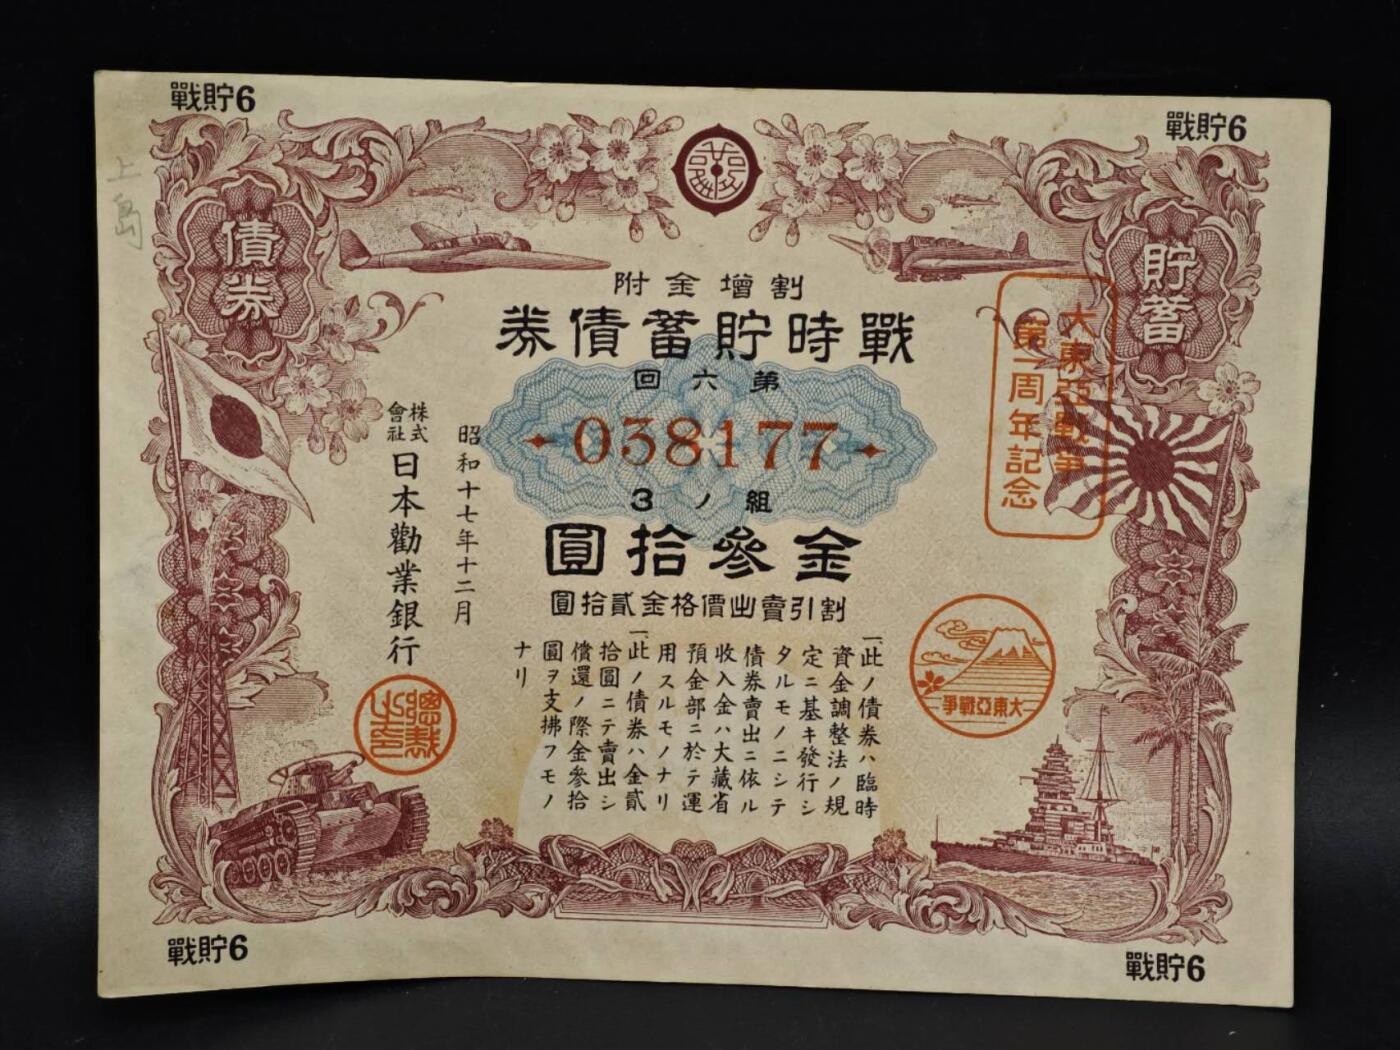 戰貯6
戰貯6
上島
貯蓄
債券
割增金附
戰時貯蓄債券
第六回
038177
組ノ3
金參拾圓
割引賣出價格金貳拾圓
大東亞戰爭
第一周年記念
大東亞戰爭
一、此ノ債券ハ臨時
資金調整法ノ規
定ニ基キ發行シ
タルモノニシテ
債券賣出ニ依ル
收入金ハ大藏省
預金部ニ於テ運
用スルモノナリ
一、此ノ債券ハ金貳
拾圓ニテ賣出シ
償還ノ際金參拾
圓ヲ支拂フモノ
ナリ
昭和十七年十二月
株式會社日本勸業銀行
總裁之印
戰貯6
戰貯6